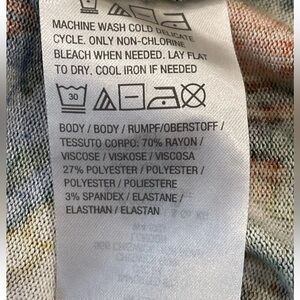 MACHINE WASH COLD DELICATE
CYCLE. ONLY NON-CHLORINE
BLEACH WHEN NEEDED. LAY FLAT
TO DRY. COOL IRON IF NEEDED
30
BODY / BODY / RUMPF/OBERSTOFF /
TESSUTO CORPO: 70% RAYON /
VISCOSE / VISKOSE / VISCOSA
27% POLYESTER / POLYESTER /
POLYESTER / POLIESTERE
3% SPANDEX / ELASTANE /
ELASTHAN / ELASTAN